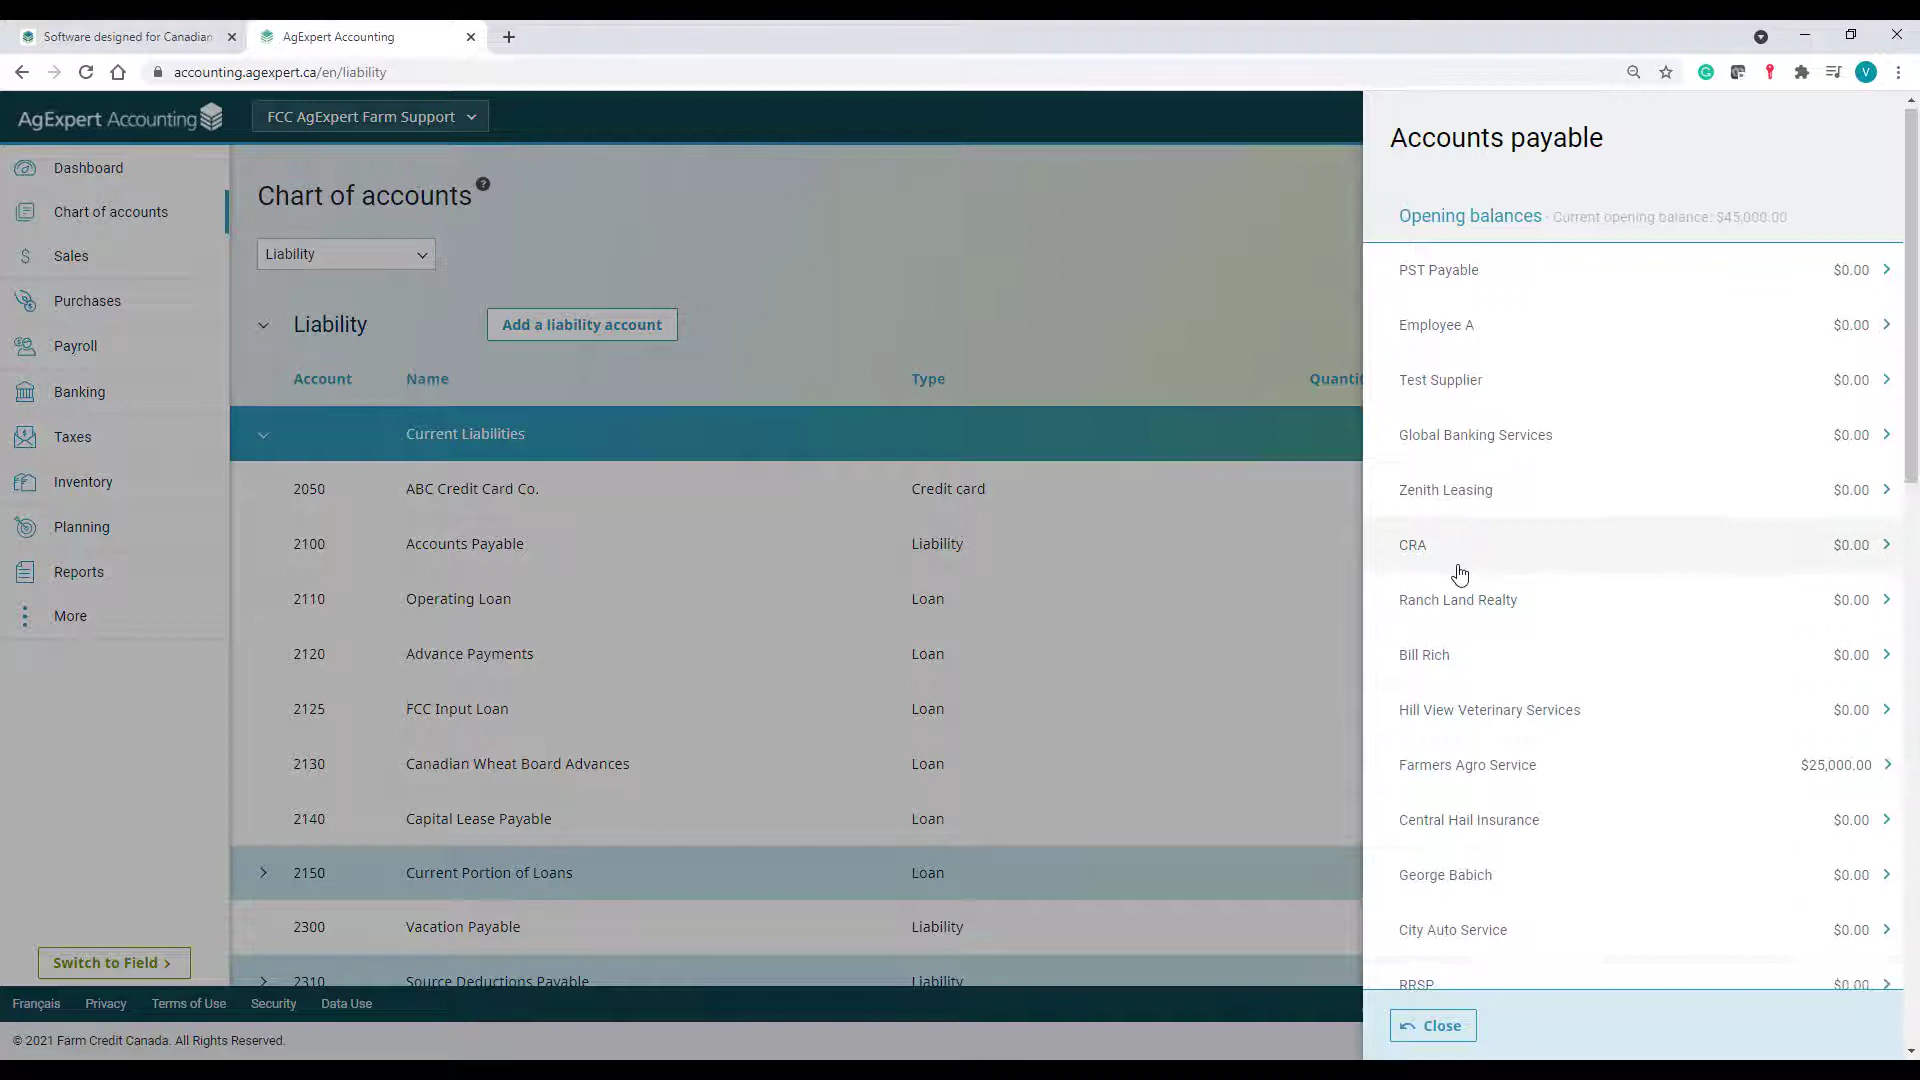 Software designed for Canadian
AgExpert Accounting
accounting.agexpert.ca/en/liability
V
AgExpert Accounting
FCC AgExpert Farm Support
Dashboard
Chart of accounts
Sales
Purchases
Payroll
Banking
Taxes
Inventory
Planning
Reports
More
Switch to Field
Chart of accounts
?
Liability
Liability
Add a liability account
Account Name Type Quantit
Current Liabilities
2050 ABC Credit Card Co. Credit card
2100 Accounts Payable Liability
2110 Operating Loan Loan
2120 Advance Payments Loan
2125 FCC Input Loan Loan
2130 Canadian Wheat Board Advances Loan
2140 Capital Lease Payable Loan
2150 Current Portion of Loans Loan
2300 Vacation Payable Liability
2310 Source Deductions Payable Liability
Accounts payable
Opening balances · Current opening balance: $45,000.00
PST Payable $0.00
Employee A $0.00
Test Supplier $0.00
Global Banking Services $0.00
Zenith Leasing $0.00
CRA $0.00
Ranch Land Realty $0.00
Bill Rich $0.00
Hill View Veterinary Services $0.00
Farmers Agro Service $25,000.00
Central Hail Insurance $0.00
George Babich $0.00
City Auto Service $0.00
RRSP $0.00
Close
Français Privacy Terms of Use Security Data Use
© 2021 Farm Credit Canada. All Rights Reserved.